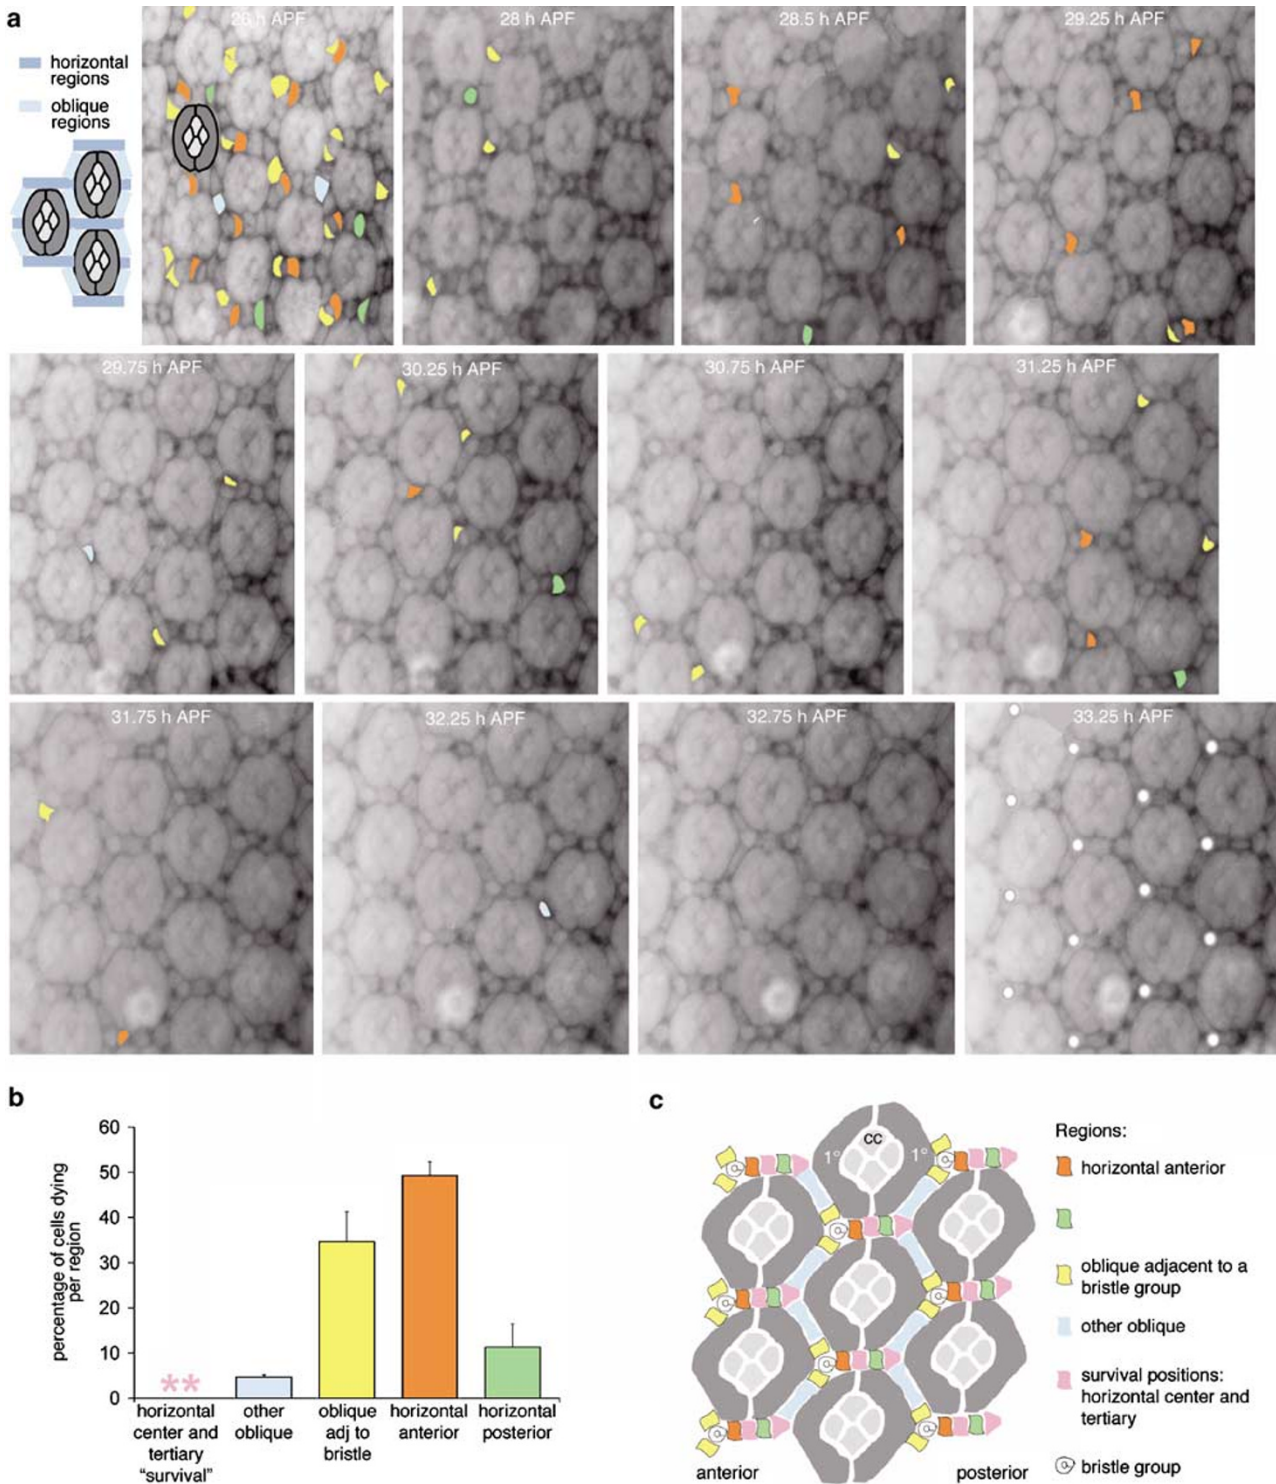 a
horizontal
regions
oblique
regions
26 h APF
28 h APF
28.5 h APF
29.25 h APF
29.75 h APF
30.25 h APF
30.75 h APF
31.25 h APF
31.75 h APF
32.25 h APF
32.75 h APF
33.25 h APF
b
percentage of cells dying
per region
60
50
40
30
20
10
0
**
horizontal
center and
tertiary
"survival"
other
oblique
oblique
adj to
bristle
horizontal
anterior
horizontal
posterior
c
cc
1°
1°
anterior
posterior
Regions:
horizontal anterior
oblique adjacent to a
bristle group
other oblique
survival positions:
horizontal center and
tertiary
bristle group